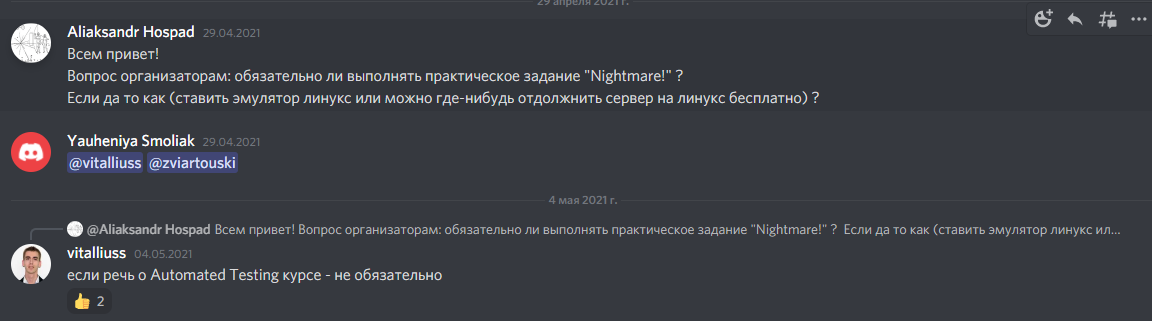 29 апреля 2021 г.
Aliaksandr Hospad 29.04.2021
Всем привет!
Вопрос организаторам: обязательно ли выполнять практическое задание "Nightmare!" ?
Если да то как (ставить эмулятор линукс или можно где-нибудь отдолжнить сервер на линукс бесплатно) ?
Yauheniya Smoliak 29.04.2021
@vitalliuss @zviartouski
4 мая 2021 г.
@Aliaksandr Hospad Всем привет! Вопрос организаторам: обязательно ли выполнять практическое задание "Nightmare!" ? Если да то как (ставить эмулятор линукс ил...
vitalliuss 04.05.2021
если речь о Automated Testing курсе - не обязательно
2